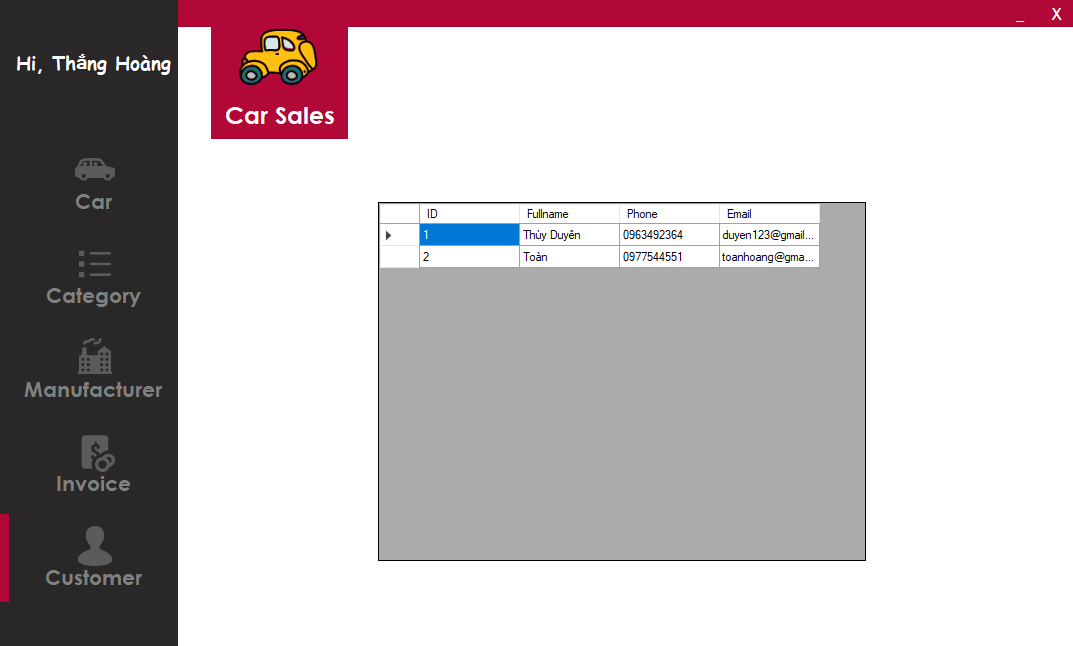 _ X
Hi, Thắng Hoàng
Car Sales
Car
Category
Manufacturer
Invoice
Customer
ID Fullname Phone Email
1 Thùy Duyên 0963492364 duyen123@gmail...
2 Toàn 0977544551 toanhoang@gma...